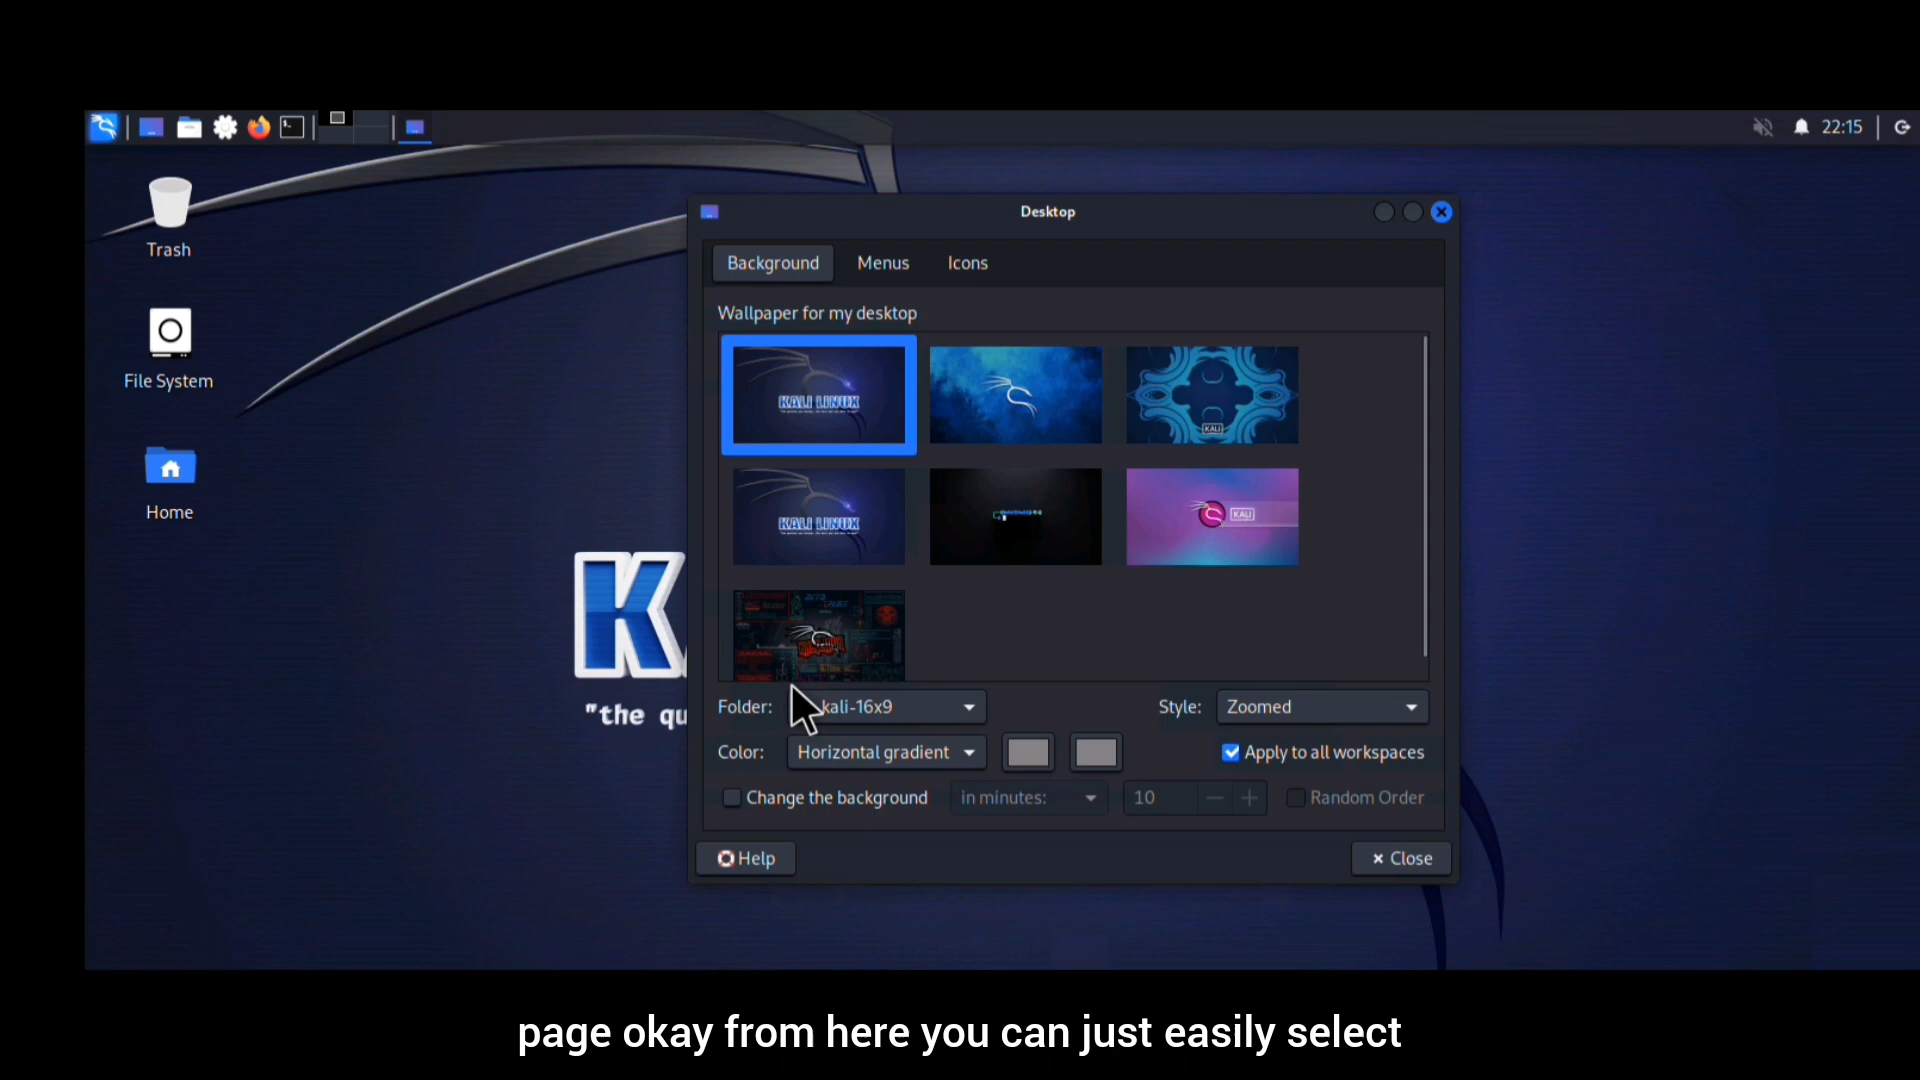 22:15
Trash
File System
Home
K
"the qu
Desktop
Background Menus Icons
Wallpaper for my desktop
KALI LINUX
KALI
KALI LINUX
KALI
Folder: kali-16x9 Style: Zoomed
Color: Horizontal gradient Apply to all workspaces
Change the background in minutes: 10 Random Order
Help Close
page okay from here you can just easily select